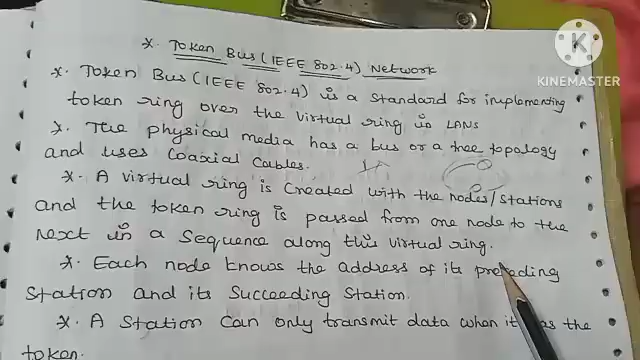 * Token Bus (IEEE 802.4) Network
KINEMASTER
* Token Bus (IEEE 802.4) is a standard for implementing
token ring over the virtual ring in LANs
* The physical media has a bus or a tree topology
and uses coaxial cables.
* A virtual ring is created with the nodes/stations
and the token ring is passed from one node to the
next in a sequence along this virtual ring.
* Each node knows the address of its preceding
station and its succeeding station.
* A station can only transmit data when it the
token.